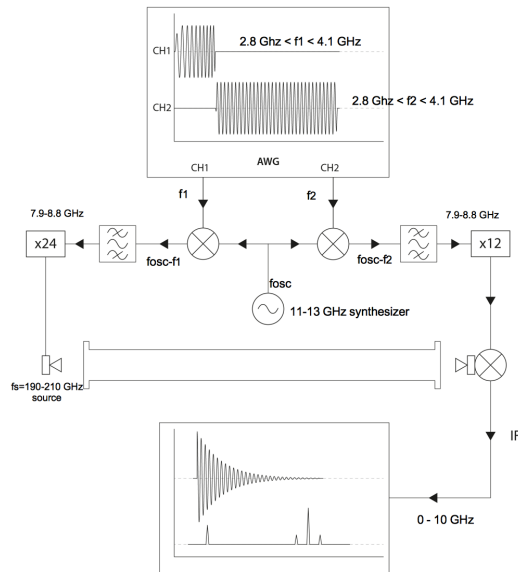 CH1
2.8 Ghz < f1 < 4.1 GHz
CH2
2.8 Ghz < f2 < 4.1 GHz
AWG
CH1
CH2
f1
f2
7.9-8.8 GHz
7.9-8.8 GHz
x24
x12
fosc-f1
fosc-f2
fosc
11-13 GHz synthesizer
fs=190-210 GHz
source
IF
0 - 10 GHz